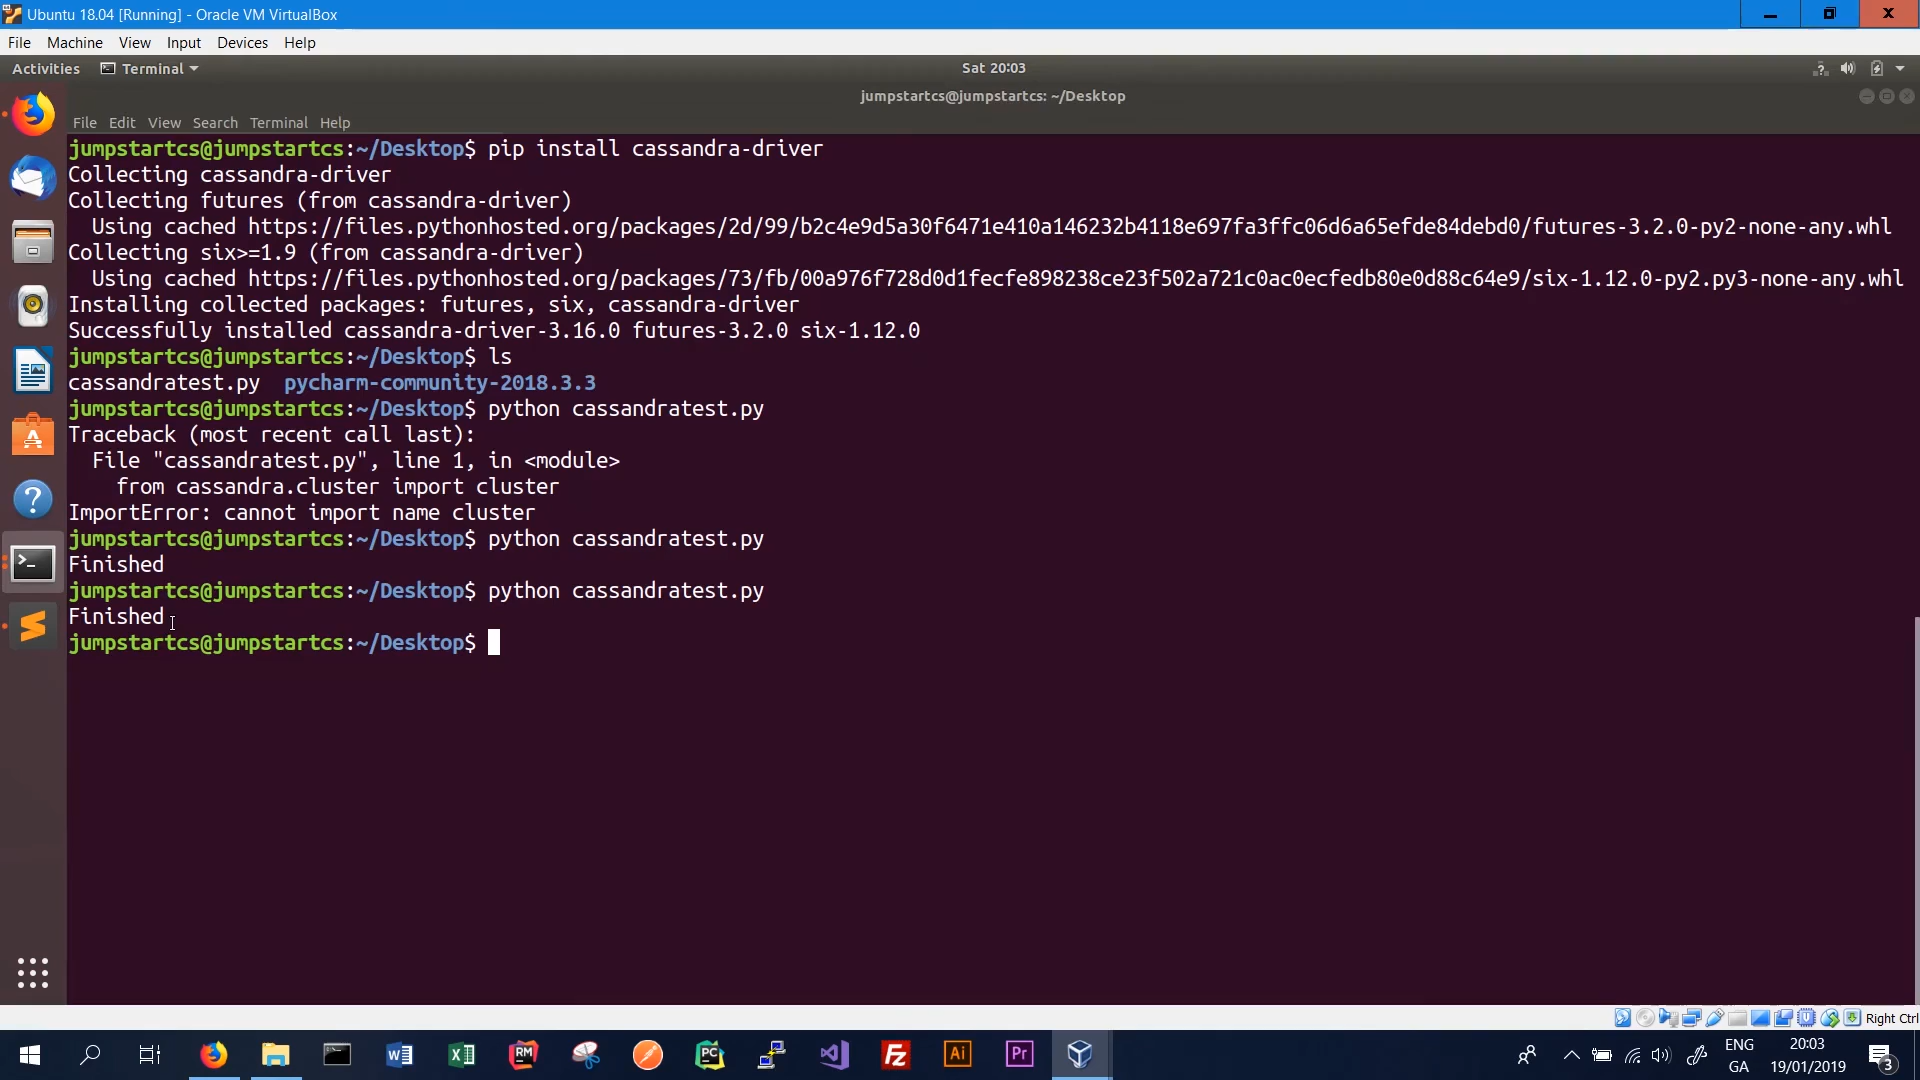 Ubuntu 18.04 [Running] - Oracle VM VirtualBox
File Machine View Input Devices Help
Activities Terminal Sat 20:03
jumpstartcs@jumpstartcs: ~/Desktop
File Edit View Search Terminal Help
jumpstartcs@jumpstartcs:~/Desktop$ pip install cassandra-driver
Collecting cassandra-driver
Collecting futures (from cassandra-driver)
Using cached https://files.pythonhosted.org/packages/2d/99/b2c4e9d5a30f6471e410a146232b4118e697fa3ffc06d6a65efde84debd0/futures-3.2.0-py2-none-any.whl
Collecting six>=1.9 (from cassandra-driver)
Using cached https://files.pythonhosted.org/packages/73/fb/00a976f728d0d1fecfe898238ce23f502a721c0ac0ecfedb80e0d88c64e9/six-1.12.0-py2.py3-none-any.whl
Installing collected packages: futures, six, cassandra-driver
Successfully installed cassandra-driver-3.16.0 futures-3.2.0 six-1.12.0
jumpstartcs@jumpstartcs:~/Desktop$ ls
cassandratest.py pycharm-community-2018.3.3
jumpstartcs@jumpstartcs:~/Desktop$ python cassandratest.py
Traceback (most recent call last):
File "cassandratest.py", line 1, in <module>
from cassandra.cluster import cluster
ImportError: cannot import name cluster
jumpstartcs@jumpstartcs:~/Desktop$ python cassandratest.py
Finished
jumpstartcs@jumpstartcs:~/Desktop$ python cassandratest.py
Finished
jumpstartcs@jumpstartcs:~/Desktop$
Right Ctrl
ENG 20:03
GA 19/01/2019 3